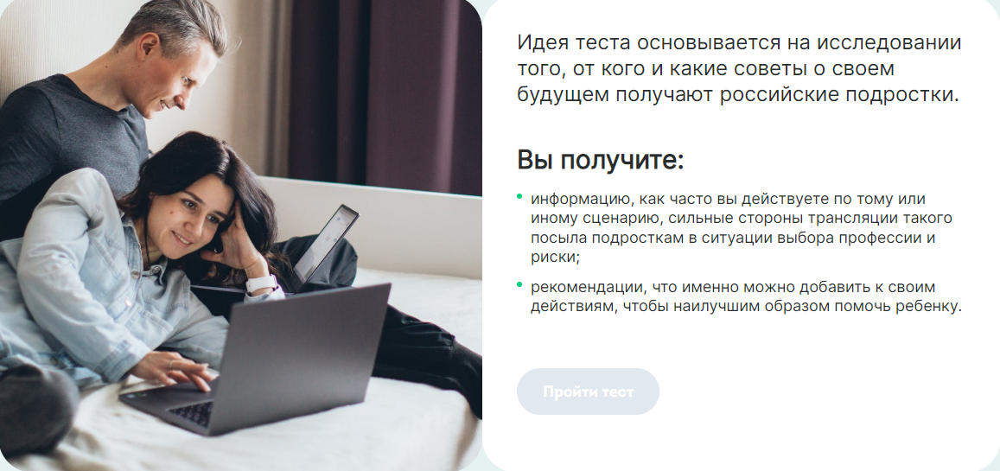 Идея теста основывается на исследовании
того, от кого и какие советы о своем
будущем получают российские подростки.
Вы получите:
информацию, как часто вы действуете по тому или
иному сценарию, сильные стороны трансляции такого
посыла подросткам в ситуации выбора профессии и
риски;
рекомендации, что именно можно добавить к своим
действиям, чтобы наилучшим образом помочь ребенку.
Пройти тест